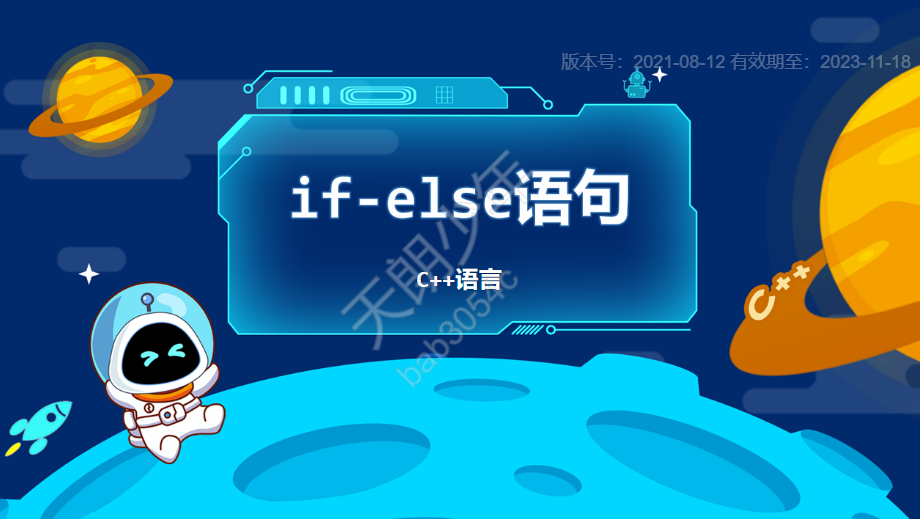 版本号：2021-08-12 有效期至：2023-11-18
if-else语句
C++语言
天朗少年
bab3054c
C++